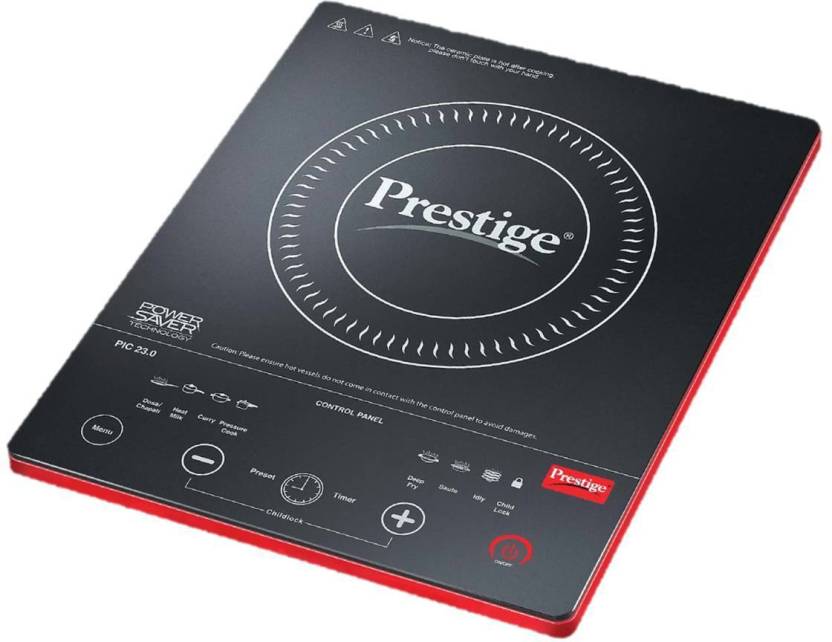 Notice! The ceramic plate is hot after cooking,
please don't touch with your hand.
Prestige®
POWER
SAVER
TECHNOLOGY
PIC 23.0
Caution: Please ensure hot vessels do not come in contact with the control panel to avoid damages.
CONTROL PANEL
Dosa/
Chapati
Heat
Milk
Curry
Pressure
Cook
Deep
Fry
Saute
Idly
Child
Lock
Prestige
Menu
Preset
Timer
Childlock
ON/OFF